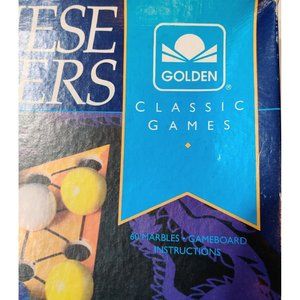 ESE
ERS
GOLDEN
®
CLASSIC
GAMES
60 MARBLES • GAMEBOARD
INSTRUCTIONS